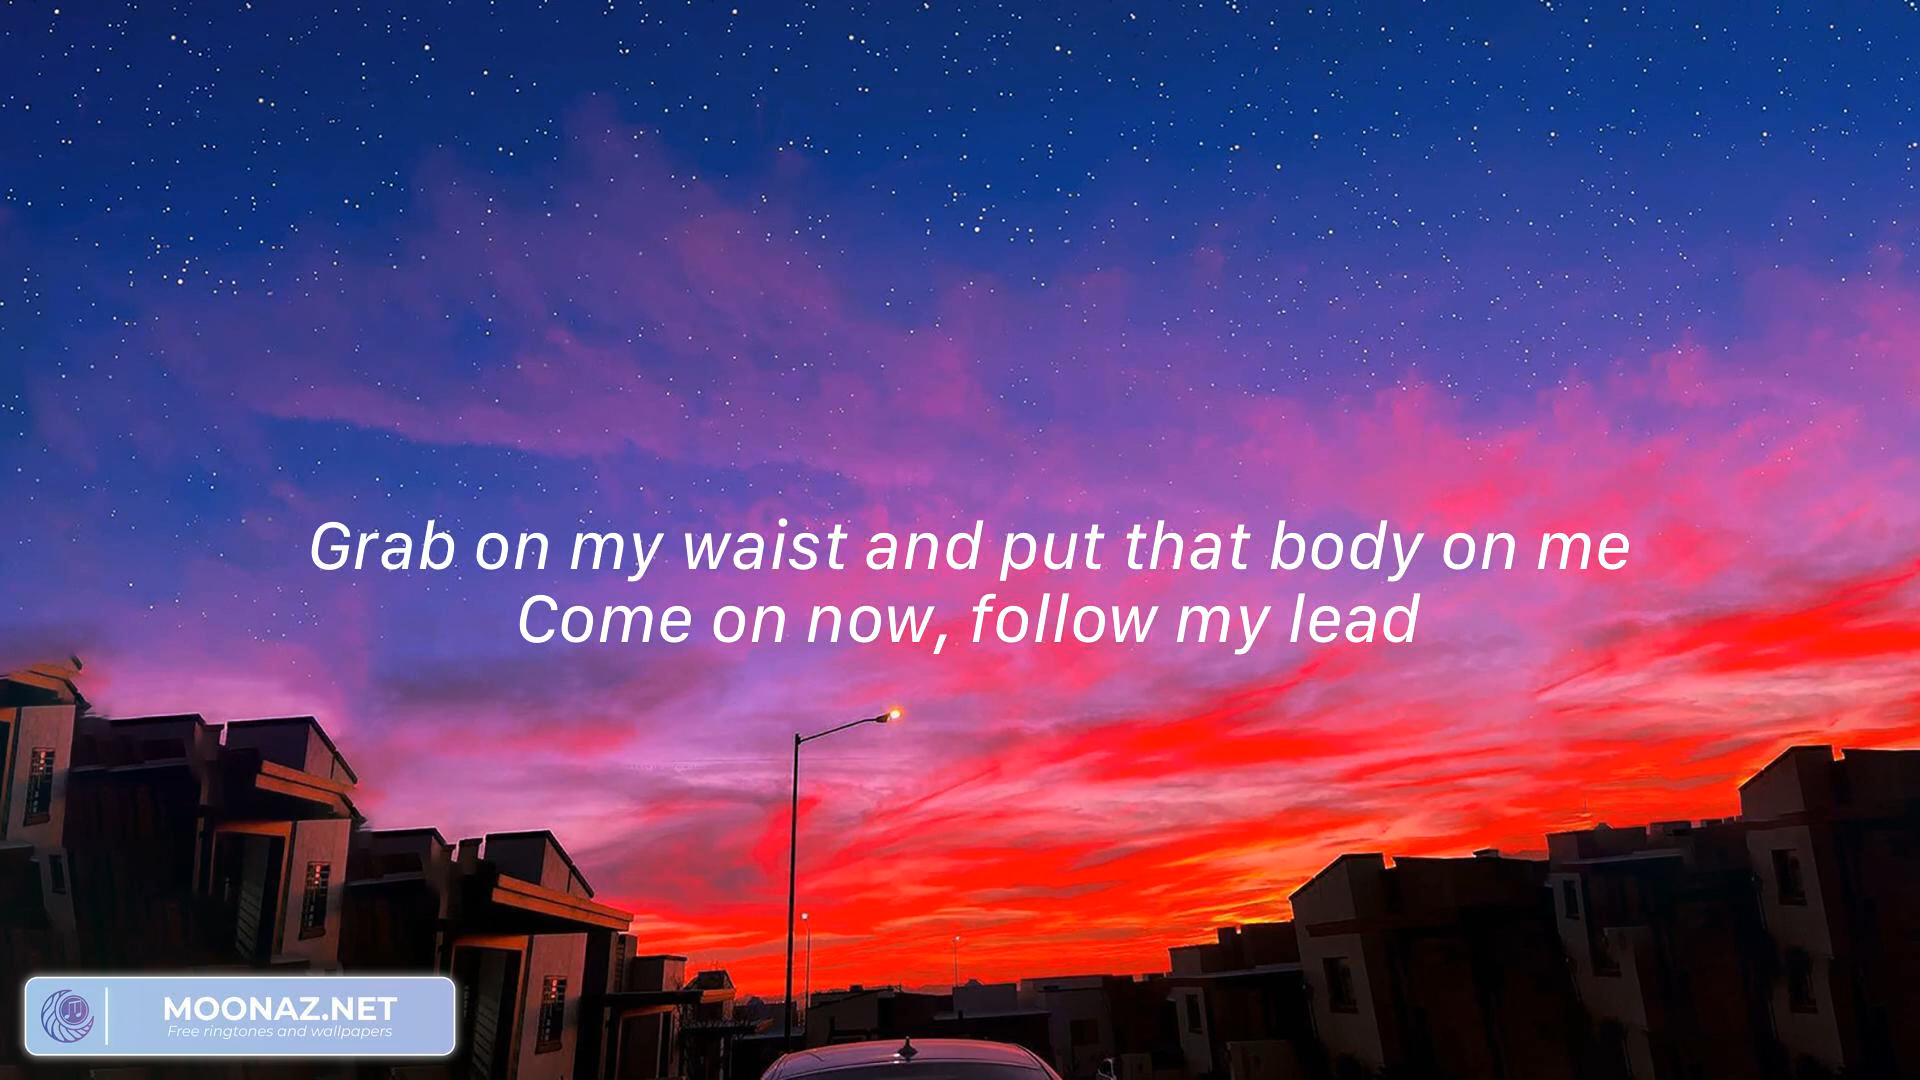 Grab on my waist and put that body on me
Come on now, follow my lead
MOONAZ.NET
Free ringtones and wallpapers